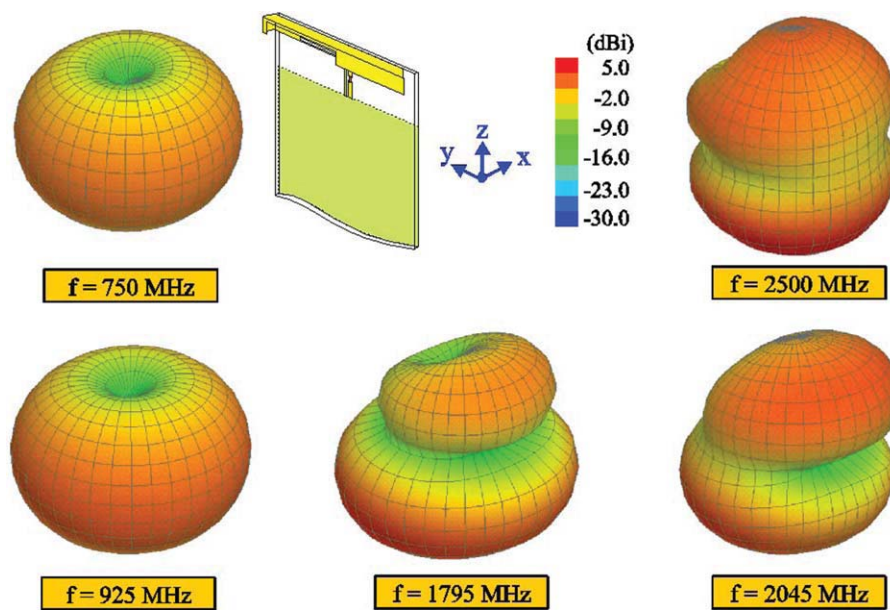 (dBi)
5.0
-2.0
-9.0
-16.0
-23.0
-30.0
z
y
x
f = 750 MHz
f = 2500 MHz
f = 925 MHz
f = 1795 MHz
f = 2045 MHz